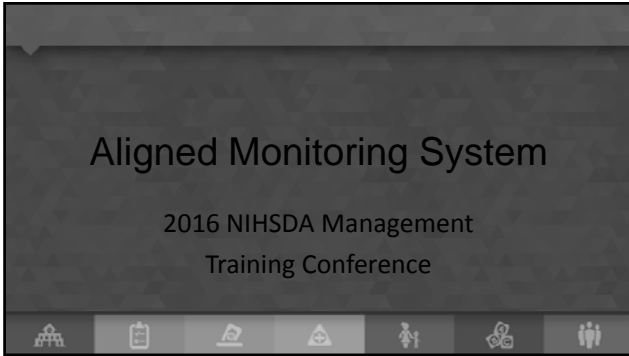 Aligned Monitoring System
2016 NIHSDA Management
Training Conference